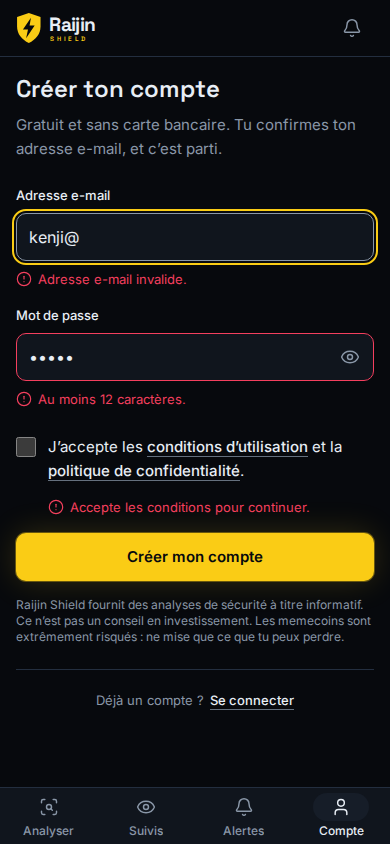 Raijin
SHIELD
Créer ton compte
Gratuit et sans carte bancaire. Tu confirmes ton
adresse e-mail, et c’est parti.
Adresse e-mail
kenji@
Adresse e-mail invalide.
Mot de passe
•••••
Au moins 12 caractères.
J’accepte les conditions d’utilisation et la
politique de confidentialité.
Accepte les conditions pour continuer.
Créer mon compte
Raijin Shield fournit des analyses de sécurité à titre informatif.
Ce n’est pas un conseil en investissement. Les memecoins sont
extrêmement risqués : ne mise que ce que tu peux perdre.
Déjà un compte ? Se connecter
Analyser
Suivis
Alertes
Compte